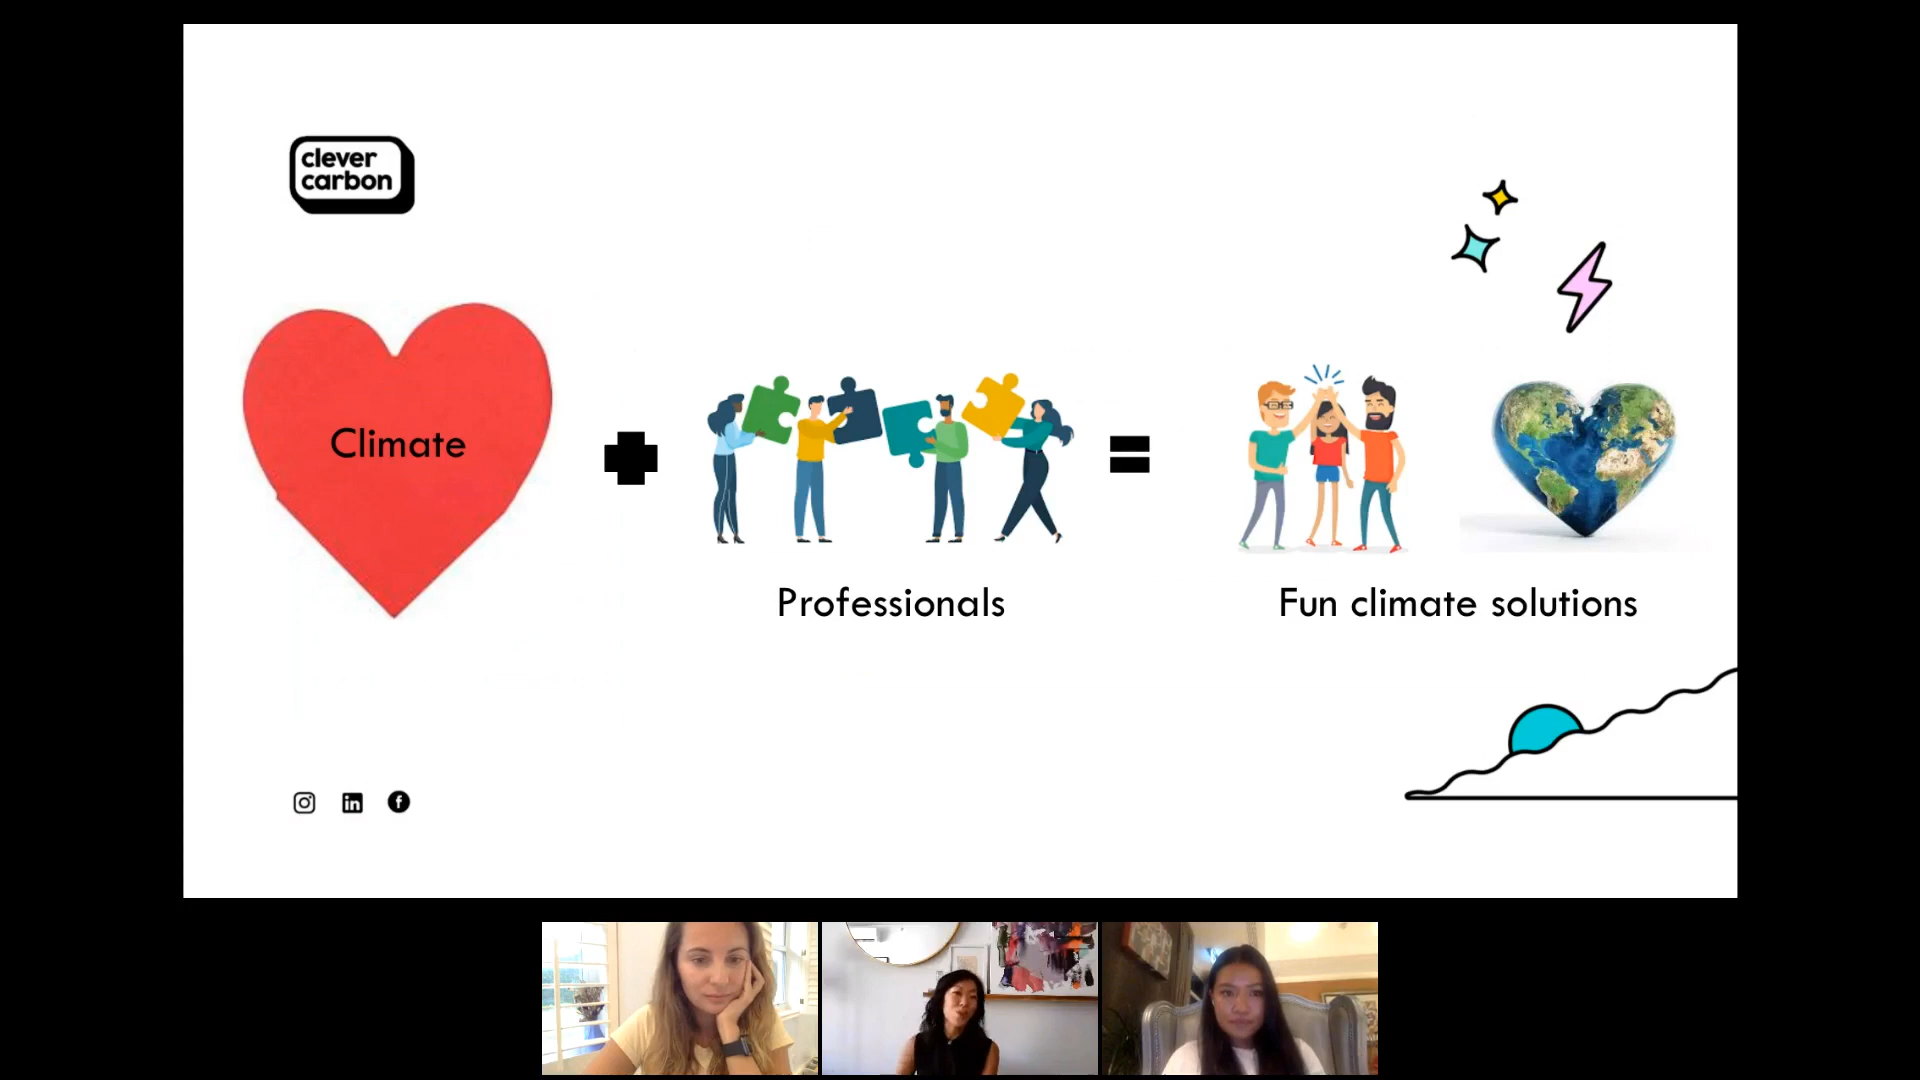 clever
carbon
Climate
Professionals
Fun climate solutions